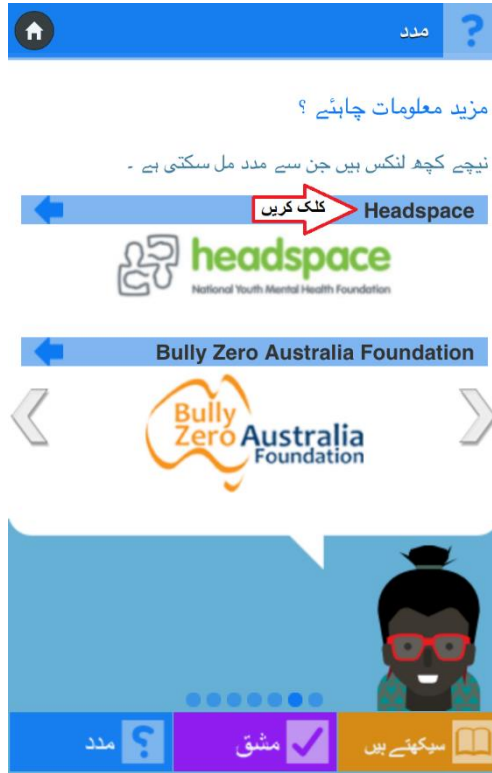 مدد
مزید معلومات چاہئے ؟
نیچے کچھ لنکس ہیں جن سے مدد مل سکتی ہے ۔
Headspace
کلک کریں
headspace
National Youth Mental Health Foundation
Bully Zero Australia Foundation
Bully
Zero Australia
Foundation
سیکھتے ہیں
مشق
مدد